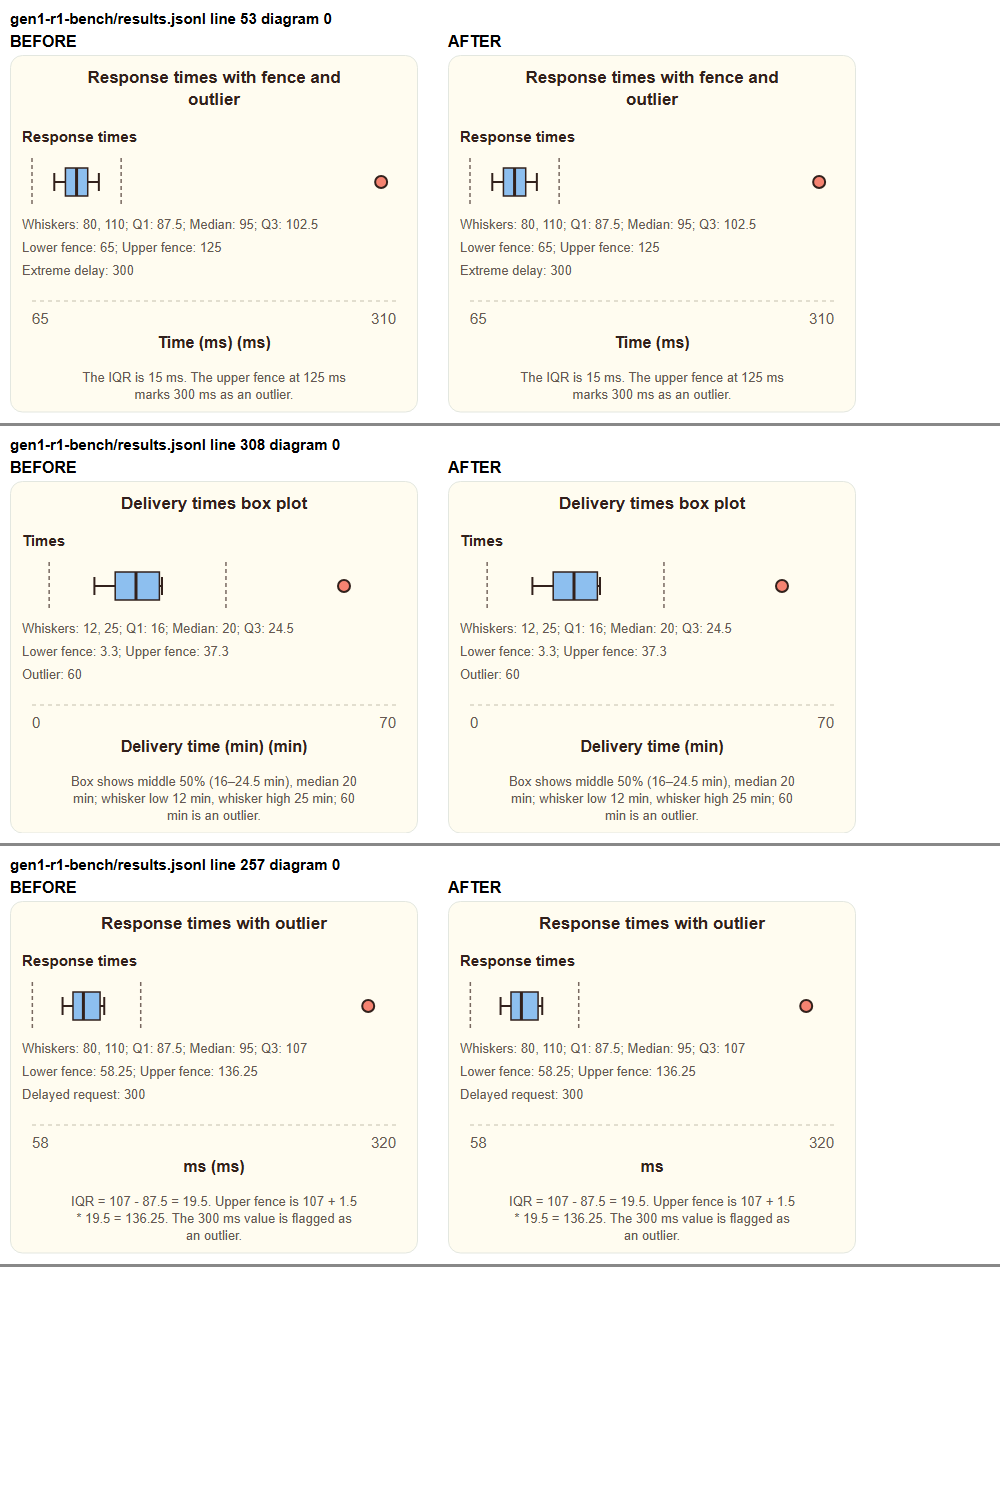 gen1-r1-bench/results.jsonl line 53 diagram 0
BEFORE
Response times with fence and
outlier
Response times
Whiskers: 80, 110; Q1: 87.5; Median: 95; Q3: 102.5
Lower fence: 65; Upper fence: 125
Extreme delay: 300
65 310
Time (ms) (ms)
The IQR is 15 ms. The upper fence at 125 ms
marks 300 ms as an outlier.
AFTER
Response times with fence and
outlier
Response times
Whiskers: 80, 110; Q1: 87.5; Median: 95; Q3: 102.5
Lower fence: 65; Upper fence: 125
Extreme delay: 300
65 310
Time (ms)
The IQR is 15 ms. The upper fence at 125 ms
marks 300 ms as an outlier.
gen1-r1-bench/results.jsonl line 308 diagram 0
BEFORE
Delivery times box plot
Times
Whiskers: 12, 25; Q1: 16; Median: 20; Q3: 24.5
Lower fence: 3.3; Upper fence: 37.3
Outlier: 60
0 70
Delivery time (min) (min)
Box shows middle 50% (16–24.5 min), median 20
min; whisker low 12 min, whisker high 25 min; 60
min is an outlier.
AFTER
Delivery times box plot
Times
Whiskers: 12, 25; Q1: 16; Median: 20; Q3: 24.5
Lower fence: 3.3; Upper fence: 37.3
Outlier: 60
0 70
Delivery time (min)
Box shows middle 50% (16–24.5 min), median 20
min; whisker low 12 min, whisker high 25 min; 60
min is an outlier.
gen1-r1-bench/results.jsonl line 257 diagram 0
BEFORE
Response times with outlier
Response times
Whiskers: 80, 110; Q1: 87.5; Median: 95; Q3: 107
Lower fence: 58.25; Upper fence: 136.25
Delayed request: 300
58 320
ms (ms)
IQR = 107 - 87.5 = 19.5. Upper fence is 107 + 1.5
* 19.5 = 136.25. The 300 ms value is flagged as
an outlier.
AFTER
Response times with outlier
Response times
Whiskers: 80, 110; Q1: 87.5; Median: 95; Q3: 107
Lower fence: 58.25; Upper fence: 136.25
Delayed request: 300
58 320
ms
IQR = 107 - 87.5 = 19.5. Upper fence is 107 + 1.5
* 19.5 = 136.25. The 300 ms value is flagged as
an outlier.